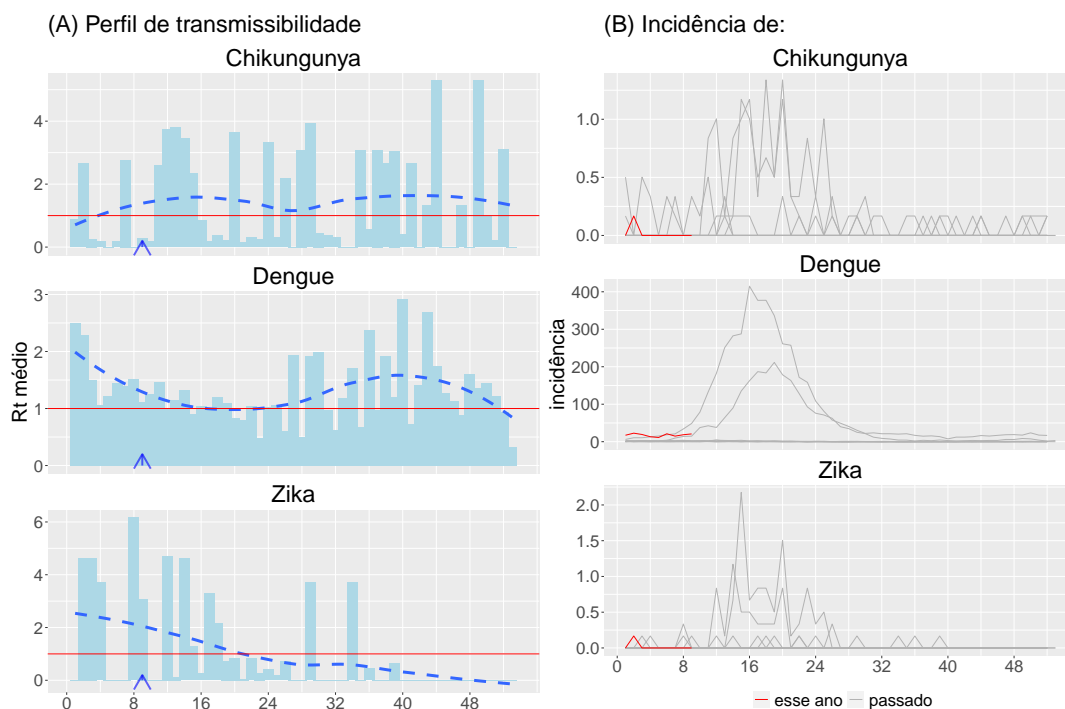 (A) Perfil de transmissibilidade
Chikungunya
4
2
0
Dengue
3
2
1
0
Rt médio
Zika
6
4
2
0
0 8 16 24 32 40 48
(B) Incidência de:
Chikungunya
1.0
0.5
0.0
Dengue
400
300
200
100
0
incidência
Zika
2.0
1.5
1.0
0.5
0.0
0 8 16 24 32 40 48
esse ano passado